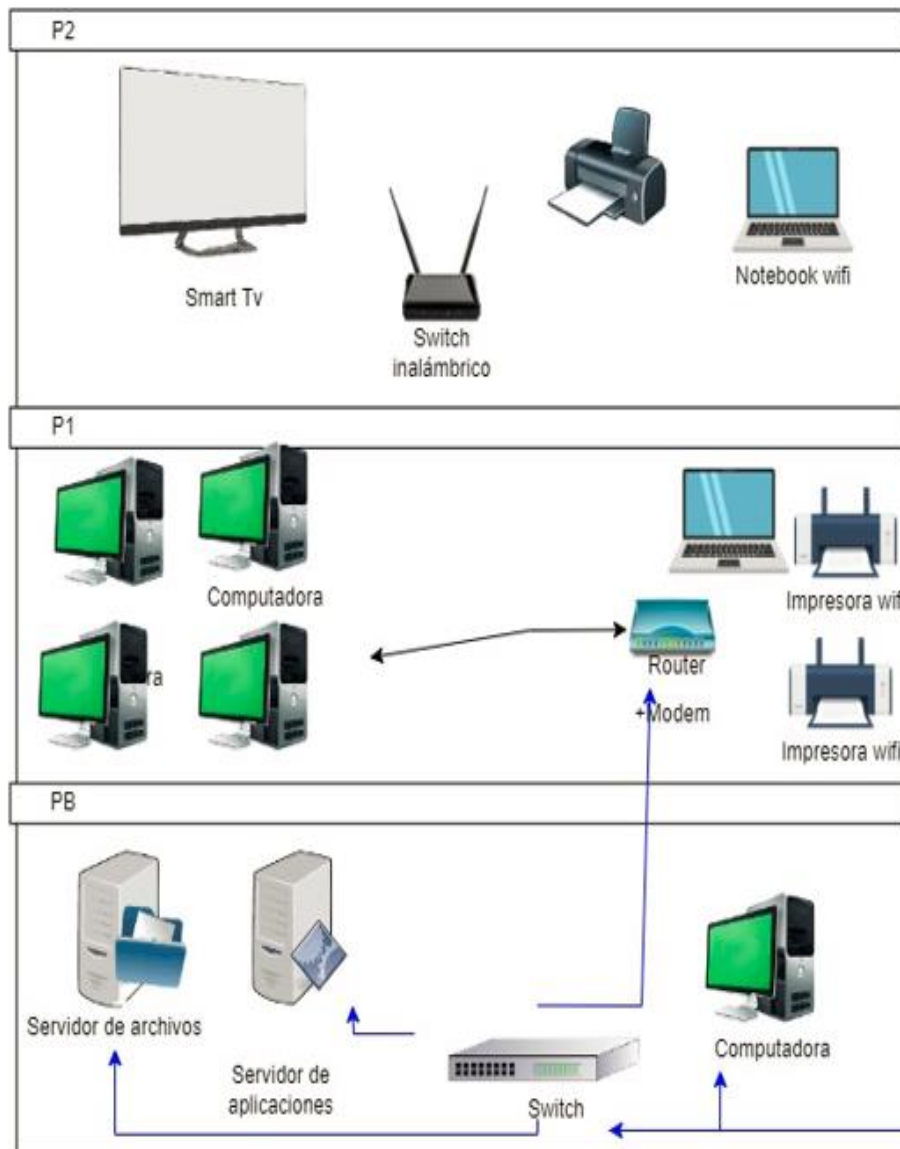 P2
Smart Tv
Switch
inalámbrico
Notebook wifi
P1
Computadora
Impresora wifi
ra
Router
+Modem
Impresora wifi
PB
Servidor de archivos
Servidor de
aplicaciones
Switch
Computadora